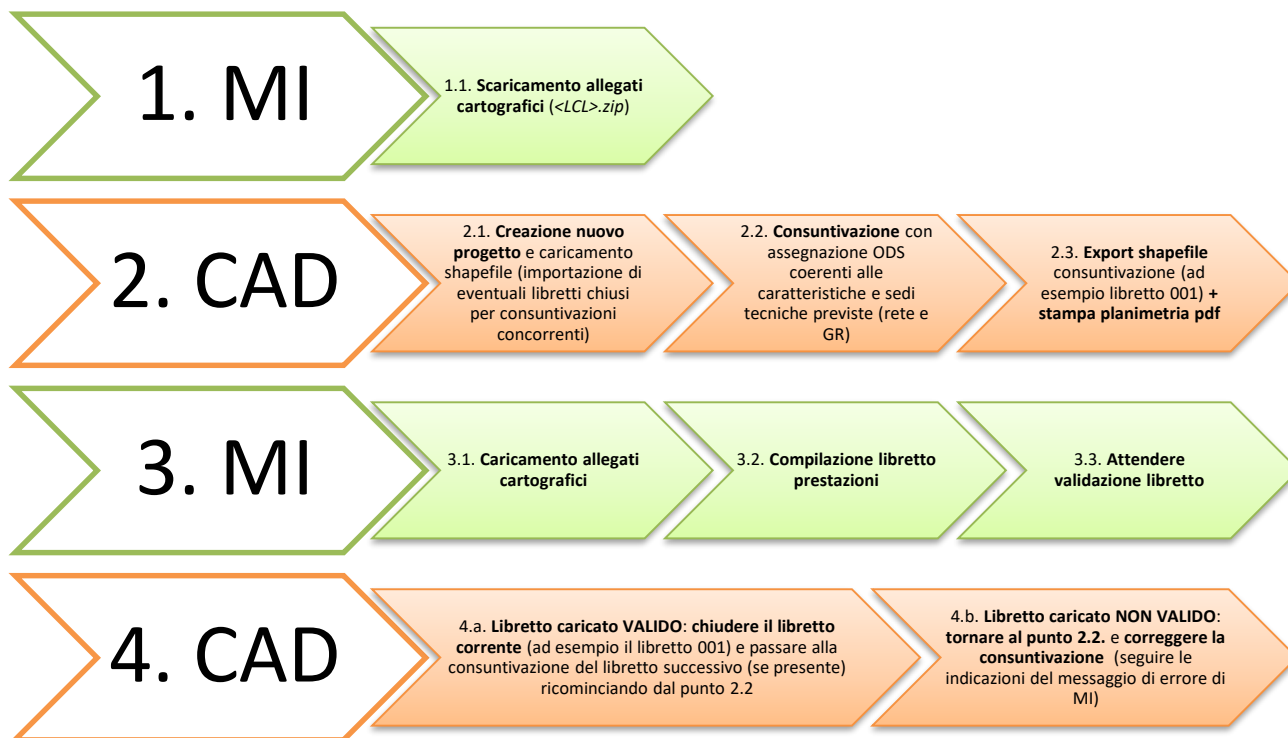 1. MI
1.1. Scaricamento allegati
cartografici (<LCL>.zip)
2. CAD
2.1. Creazione nuovo
progetto e caricamento
shapefile (importazione di
eventuali libretti chiusi
per consuntivazioni
concorrenti)
2.2. Consuntivazione con
assegnazione ODS
coerenti alle
caratteristiche e sedi
tecniche previste (rete e
GR)
2.3. Export shapefile
consuntivazione (ad
esempio libretto 001) +
stampa planimetria pdf
3. MI
3.1. Caricamento allegati
cartografici
3.2. Compilazione libretto
prestazioni
3.3. Attendere
validazione libretto
4. CAD
4.a. Libretto caricato VALIDO: chiudere il libretto
corrente (ad esempio il libretto 001) e passare alla
consuntivazione del libretto successivo (se presente)
ricominciando dal punto 2.2
4.b. Libretto caricato NON VALIDO:
tornare al punto 2.2. e correggere la
consuntivazione (seguire le
indicazioni del messaggio di errore di
MI)